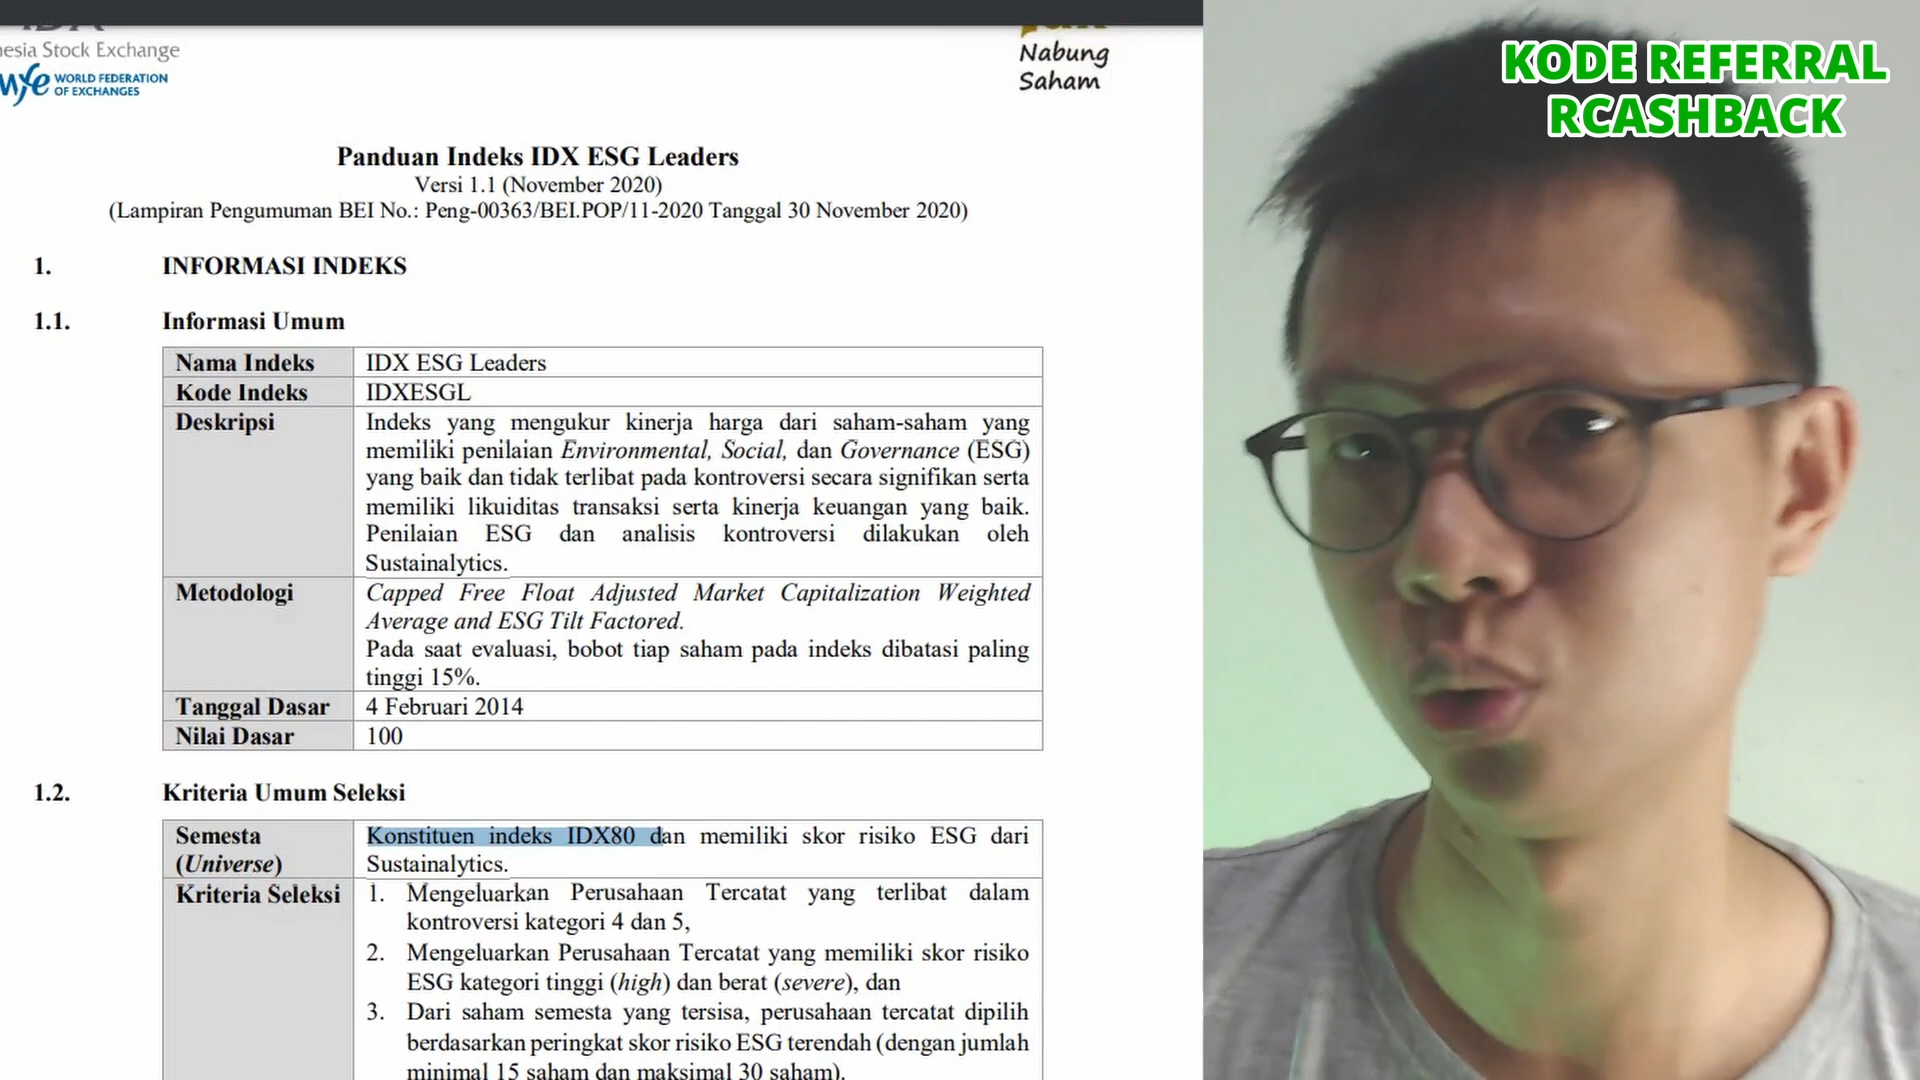 nesia Stock Exchange
wfe WORLD FEDERATION
OF EXCHANGES
Nabung
Saham
KODE REFERRAL
RCASHBACK
Panduan Indeks IDX ESG Leaders
Versi 1.1 (November 2020)
(Lampiran Pengumuman BEI No.: Peng-00363/BEI.POP/11-2020 Tanggal 30 November 2020)
1. INFORMASI INDEKS
1.1. Informasi Umum
Nama Indeks IDX ESG Leaders
Kode Indeks IDXESGL
Deskripsi Indeks yang mengukur kinerja harga dari saham-saham yang
memiliki penilaian Environmental, Social, dan Governance (ESG)
yang baik dan tidak terlibat pada kontroversi secara signifikan serta
memiliki likuiditas transaksi serta kinerja keuangan yang baik.
Penilaian ESG dan analisis kontroversi dilakukan oleh
Sustainalytics.
Metodologi Capped Free Float Adjusted Market Capitalization Weighted
Average and ESG Tilt Factored.
Pada saat evaluasi, bobot tiap saham pada indeks dibatasi paling
tinggi 15%.
Tanggal Dasar 4 Februari 2014
Nilai Dasar 100
1.2. Kriteria Umum Seleksi
Semesta Konstituen indeks IDX80 dan memiliki skor risiko ESG dari
(Universe) Sustainalytics.
Kriteria Seleksi 1. Mengeluarkan Perusahaan Tercatat yang terlibat dalam
kontroversi kategori 4 dan 5,
2. Mengeluarkan Perusahaan Tercatat yang memiliki skor risiko
ESG kategori tinggi (high) dan berat (severe), dan
3. Dari saham semesta yang tersisa, perusahaan tercatat dipilih
berdasarkan peringkat skor risiko ESG terendah (dengan jumlah
minimal 15 saham dan maksimal 30 saham).